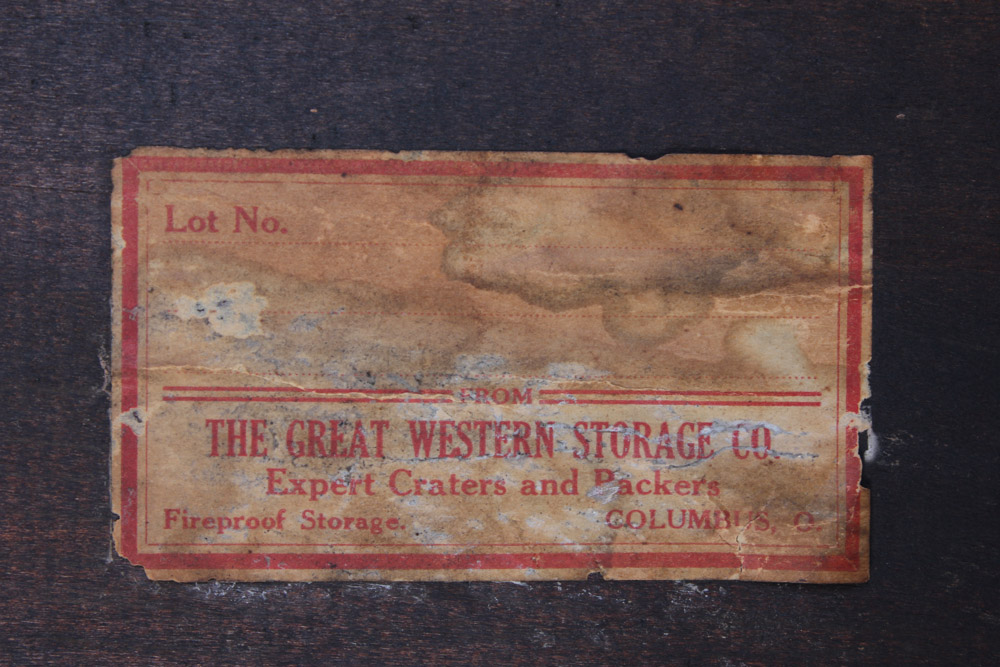 Lot No.
FROM
THE GREAT WESTERN STORAGE CO.
Expert Craters and Packers
Fireproof Storage. COLUMBUS, O.